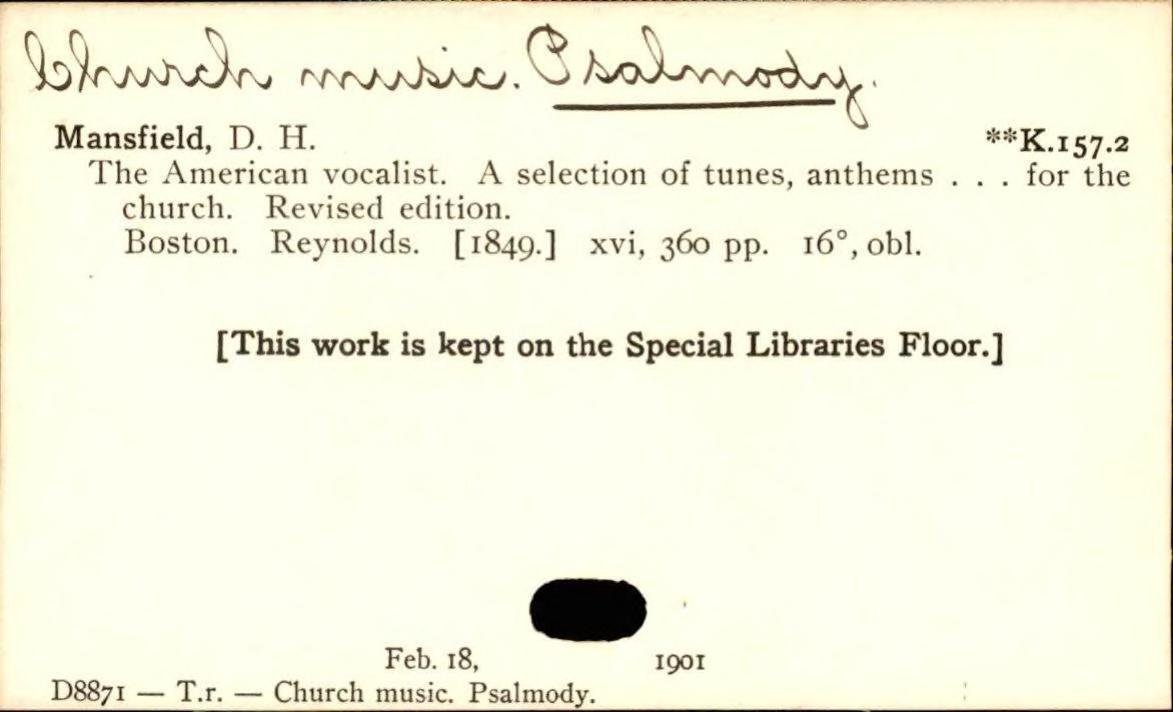 Church music. Psalmody.
Mansfield, D. H. **K.157.2
The American vocalist. A selection of tunes, anthems . . . for the
church. Revised edition.
Boston. Reynolds. [1849.] xvi, 360 pp. 16°, obl.
[This work is kept on the Special Libraries Floor.]
Feb. 18, 1901
D8871 — T.r. — Church music. Psalmody.